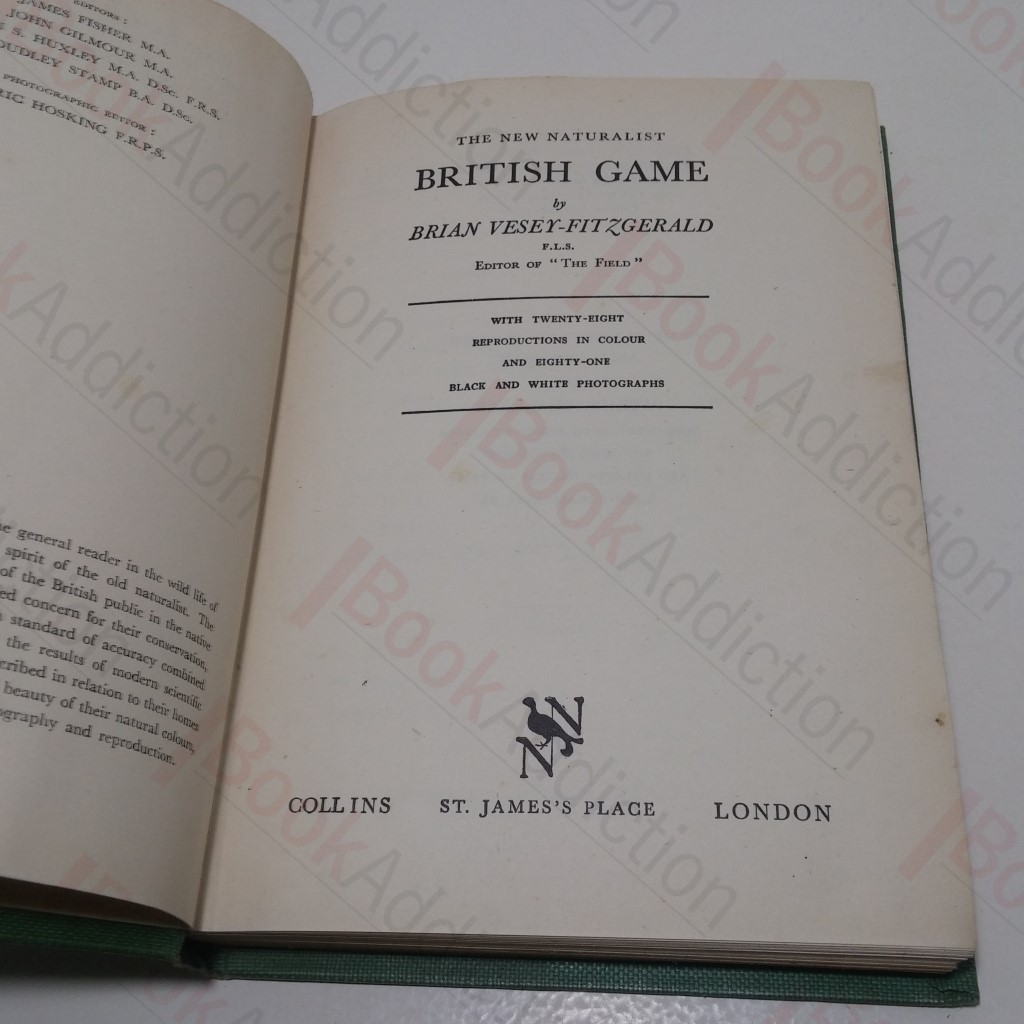 EDITORS:
JAMES FISHER M.A.
JOHN GILMOUR M.A.
S. HUXLEY M.A. D.Sc. F.R.S.
DUDLEY STAMP B.A. D.Sc.
PHOTOGRAPHIC EDITOR:
ERIC HOSKING F.R.P.S.
general reader in the wild life of
spirit of the old naturalist. The
of the British public in the native
concern for their conservation,
standard of accuracy combined
the results of modern scientific
in relation to their homes
beauty of their natural colours,
and reproduction.
THE NEW NATURALIST
BRITISH GAME
by
BRIAN VESEY-FITZGERALD
F.L.S.
EDITOR OF "THE FIELD"
WITH TWENTY-EIGHT
REPRODUCTIONS IN COLOUR
AND EIGHTY-ONE
BLACK AND WHITE PHOTOGRAPHS
NN
COLLINS ST. JAMES'S PLACE LONDON
BookAddiction